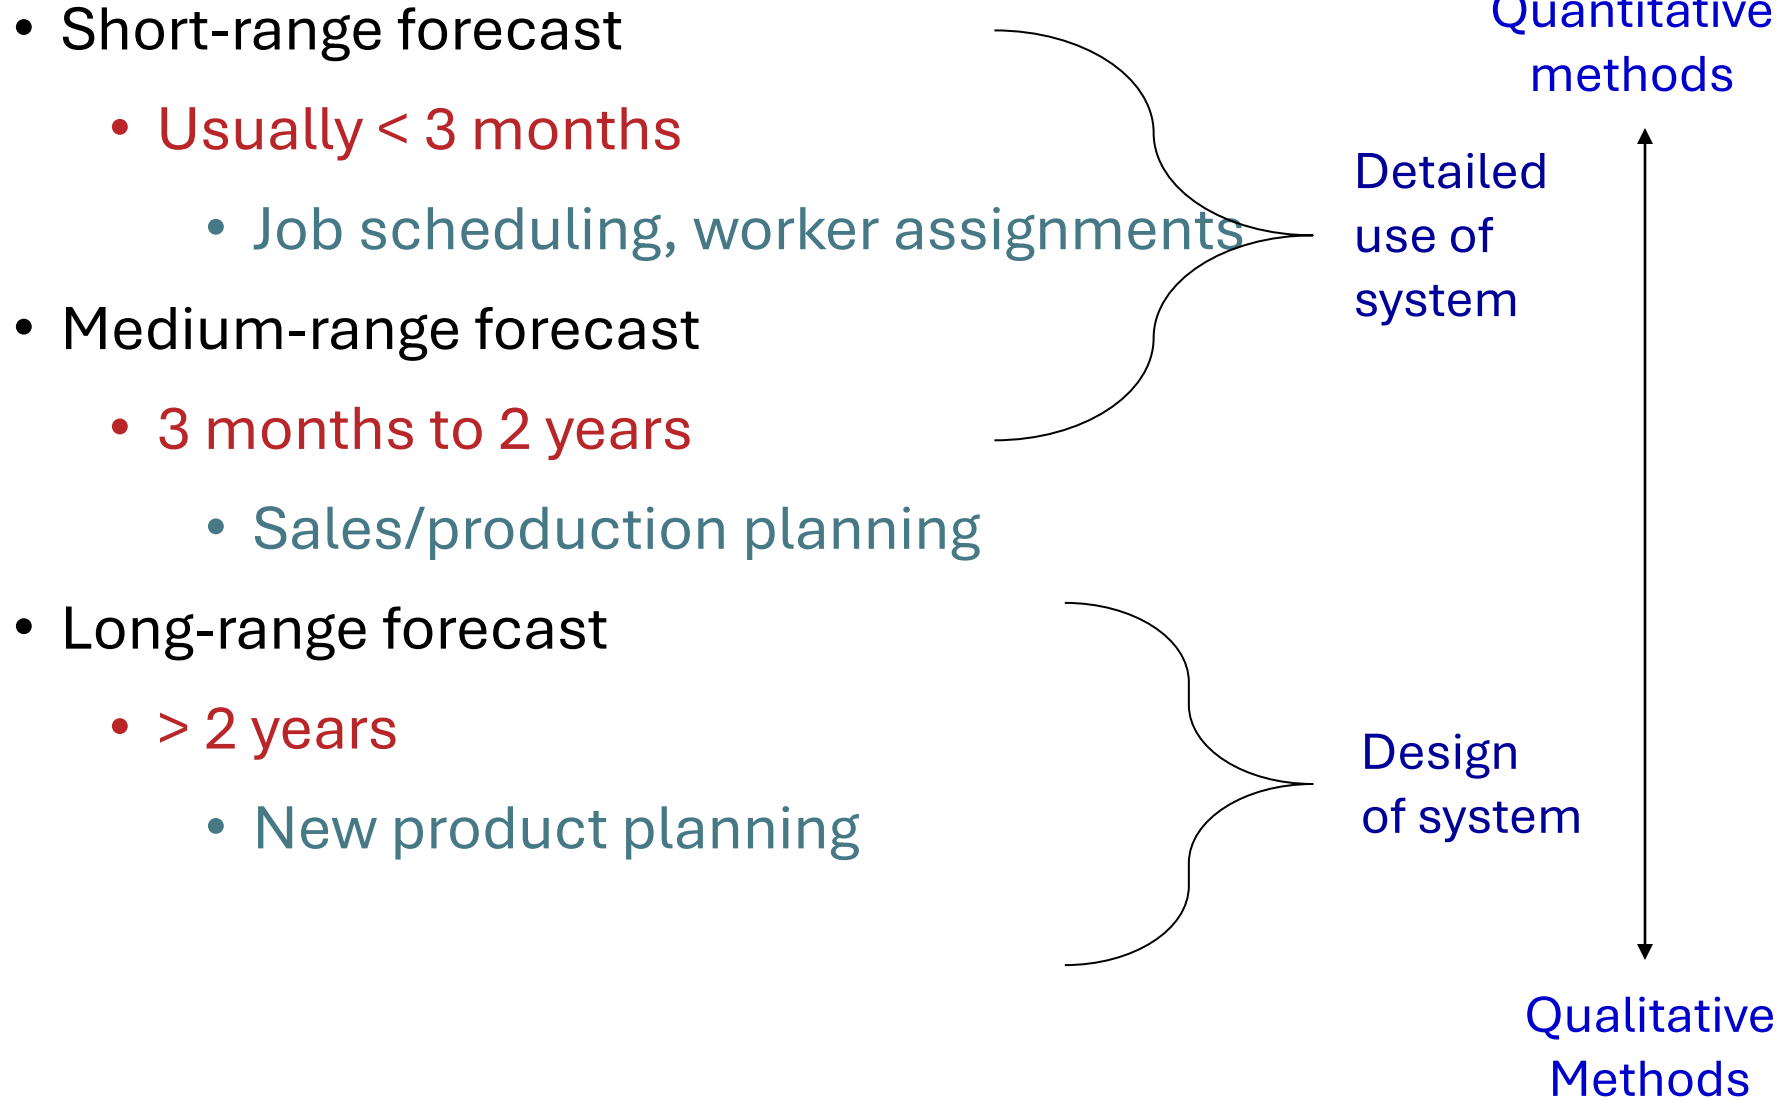 • Short-range forecast
• Usually < 3 months
• Job scheduling, worker assignments
• Medium-range forecast
• 3 months to 2 years
• Sales/production planning
• Long-range forecast
• > 2 years
• New product planning
Quantitative
methods
Detailed
use of
system
Design
of system
Qualitative
Methods